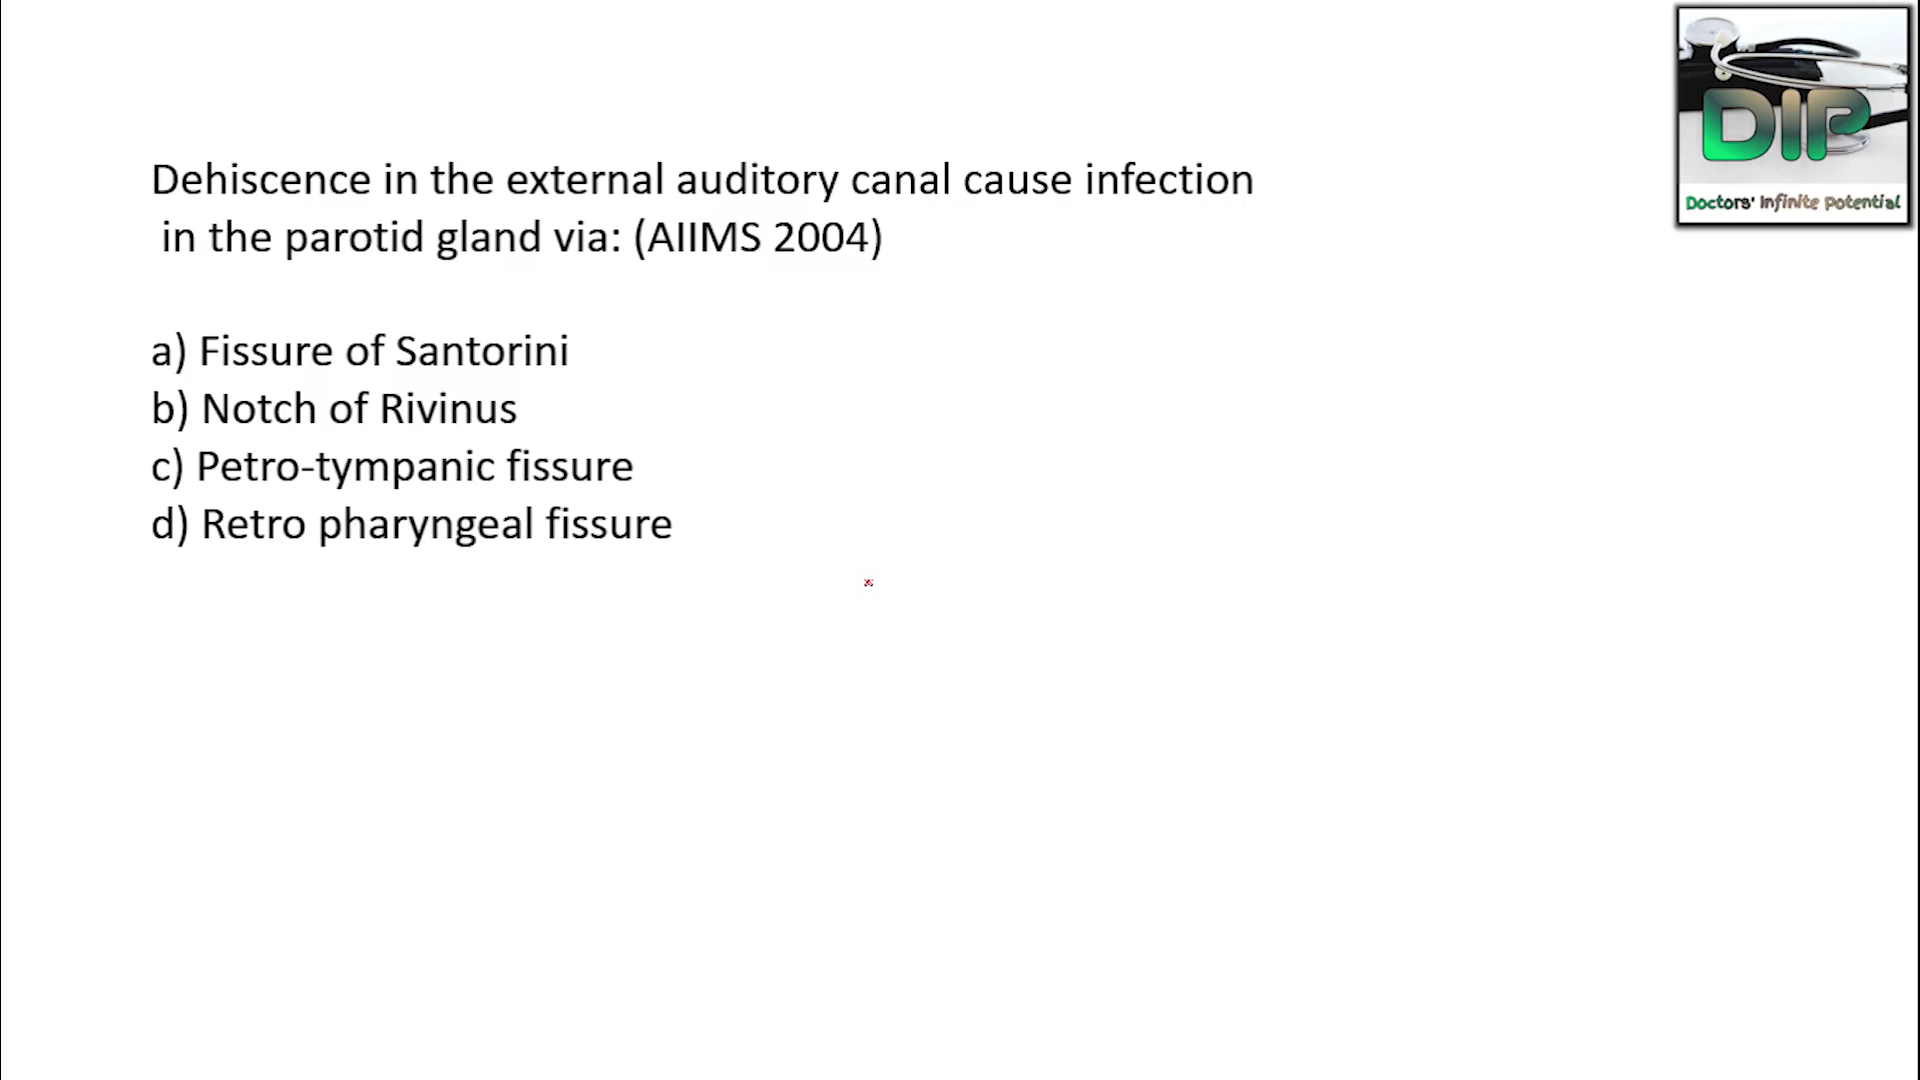 Dehiscence in the external auditory canal cause infection
in the parotid gland via: (AIIMS 2004)
a) Fissure of Santorini
b) Notch of Rivinus
c) Petro-tympanic fissure
d) Retro pharyngeal fissure
DIP
Doctors' Infinite Potential